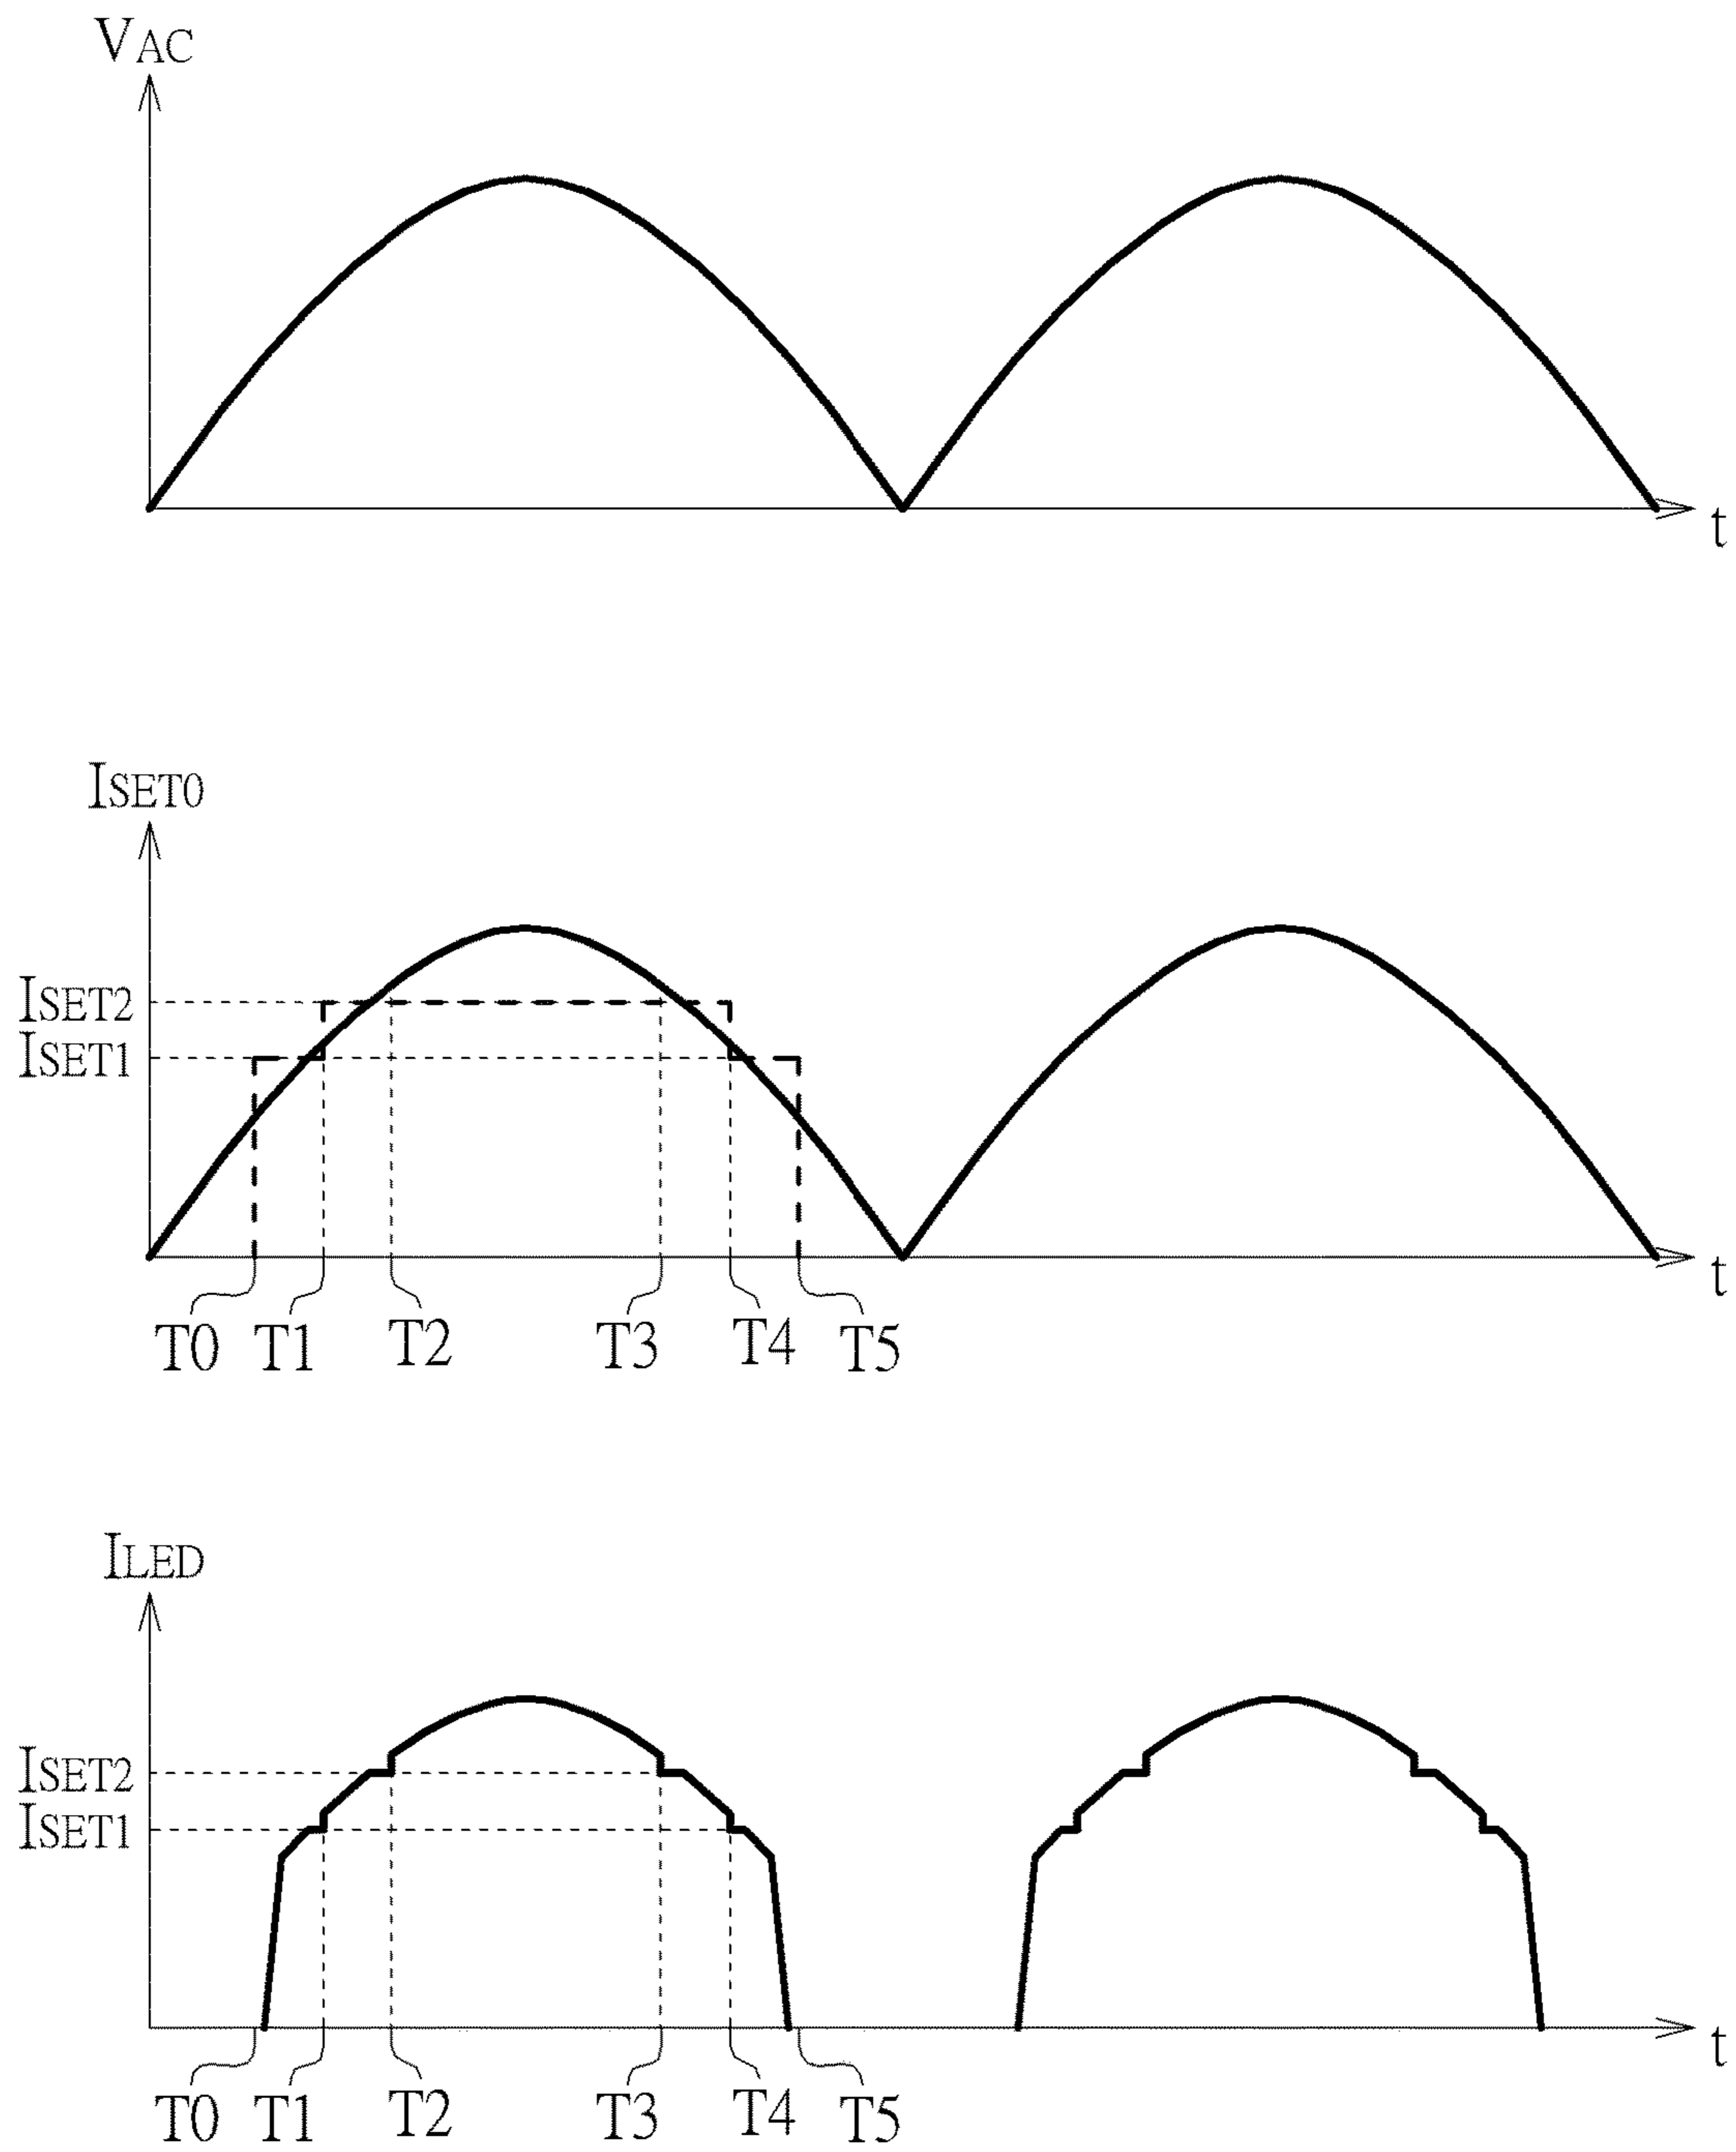 VAC
t
ISET0
ISET2
ISET1
t
T0 T1 T2 T3 T4 T5
ILED
ISET2
ISET1
t
T0 T1 T2 T3 T4 T5